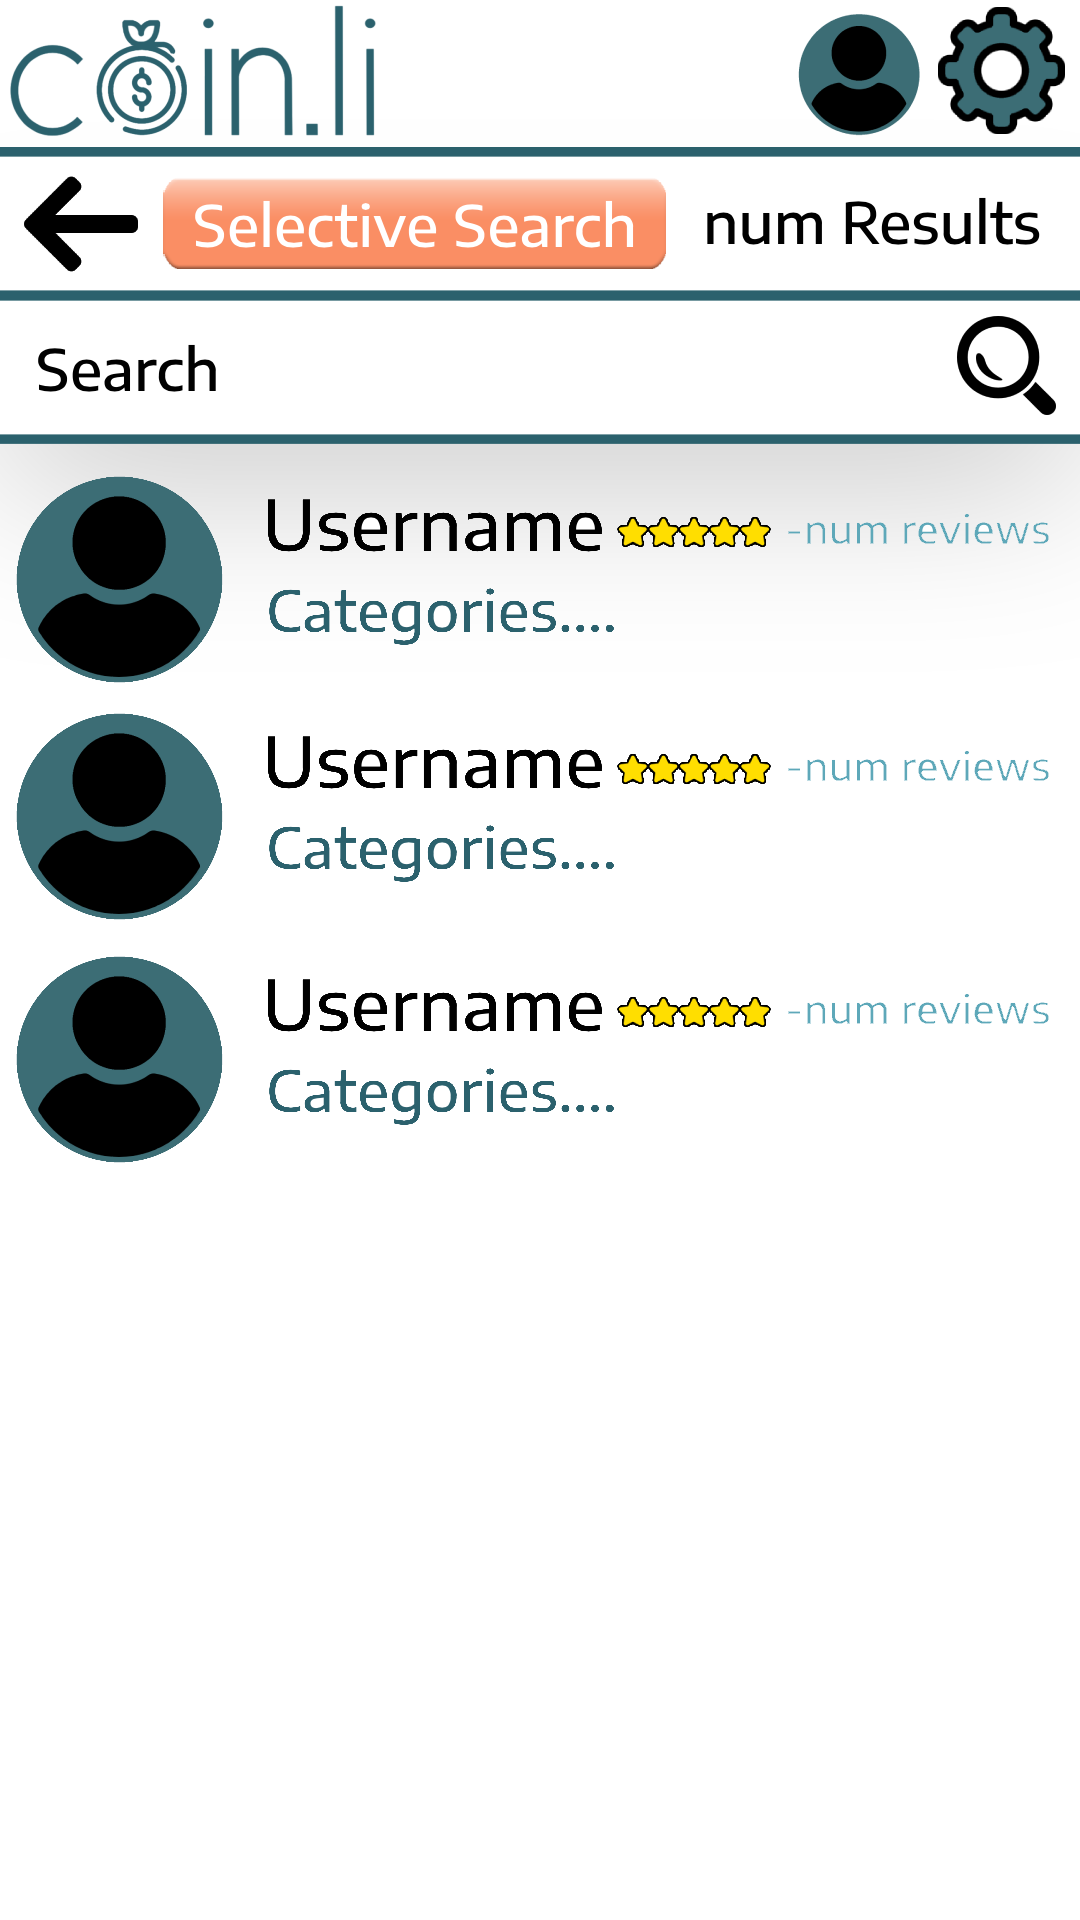 coin.li
Selective Search
num Results
Search
Username -num reviews
Categories....
Username -num reviews
Categories....
Username -num reviews
Categories....